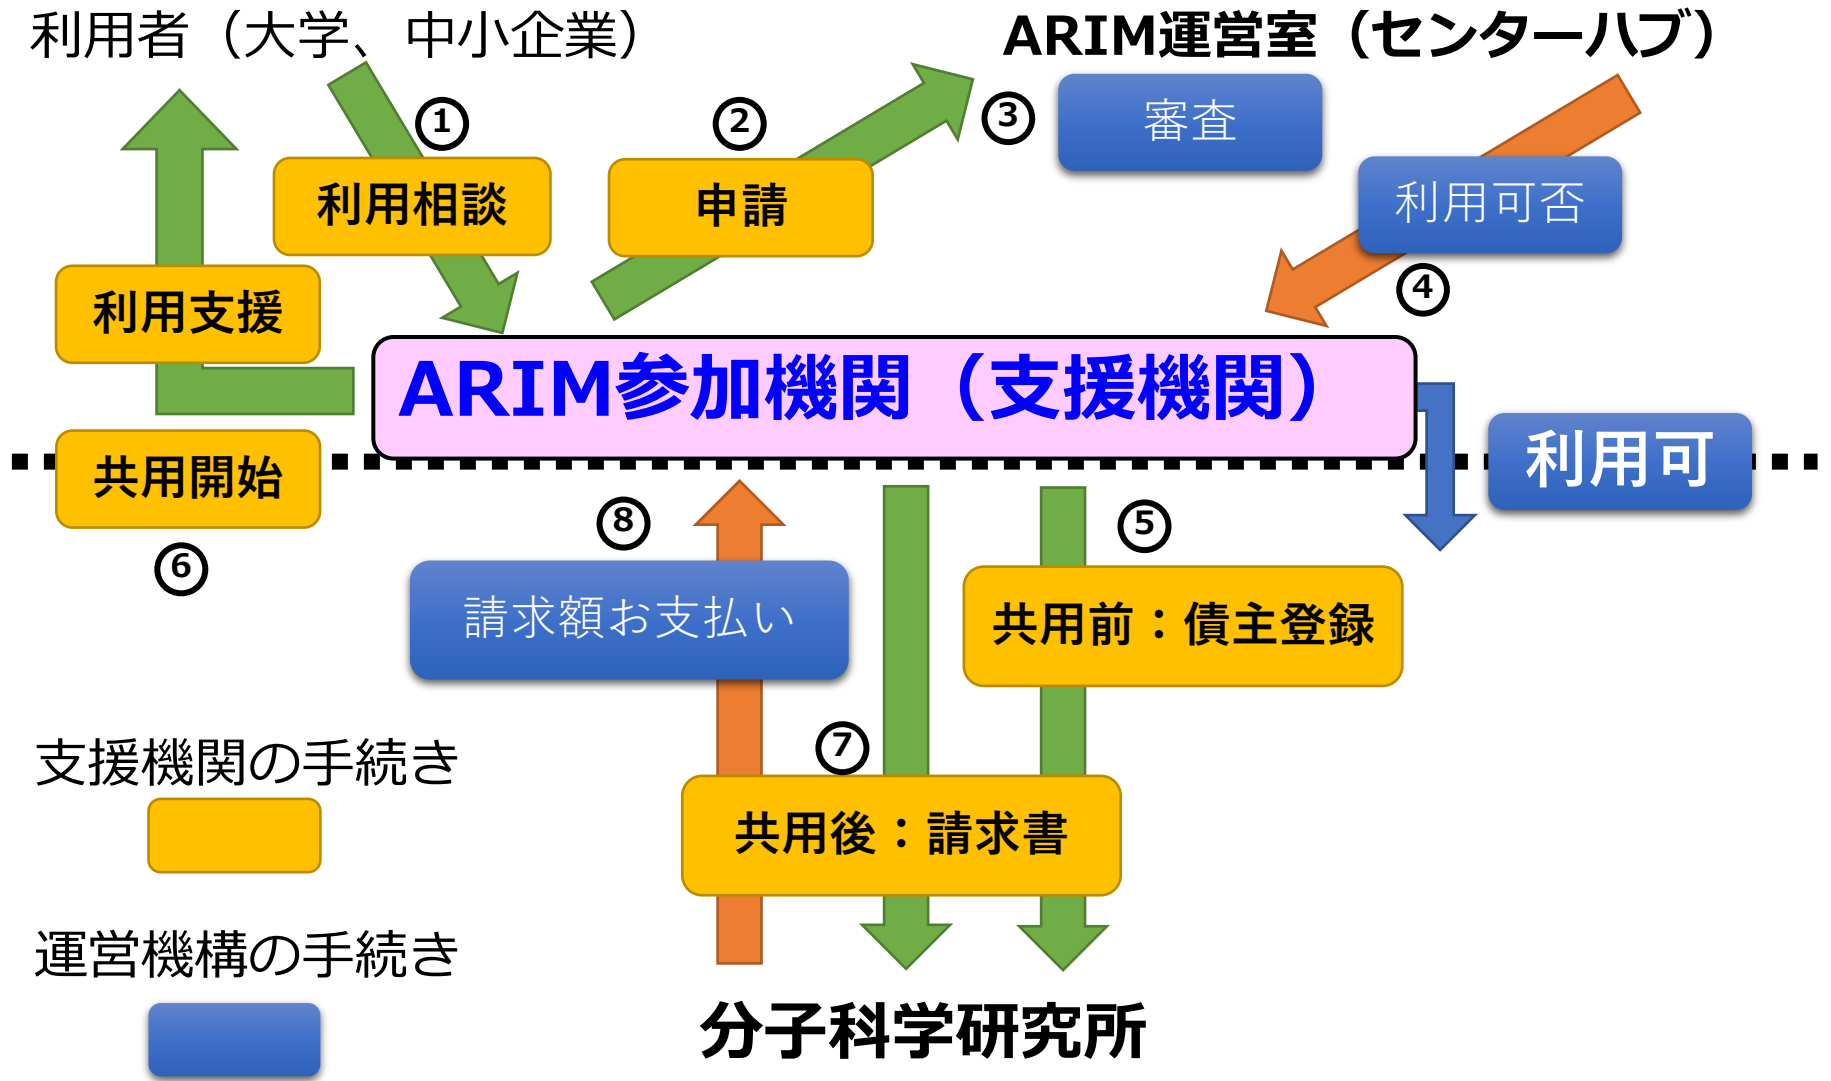 利用者（大学、中小企業）
ARIM運営室（センターハブ）
①
②
③
審査
利用相談
申請
利用可否
④
利用支援
ARIM参加機関（支援機関）
利用可
共用開始
⑥
⑧
⑤
請求額お支払い
共用前：債主登録
⑦
支援機関の手続き
共用後：請求書
運営機構の手続き
分子科学研究所